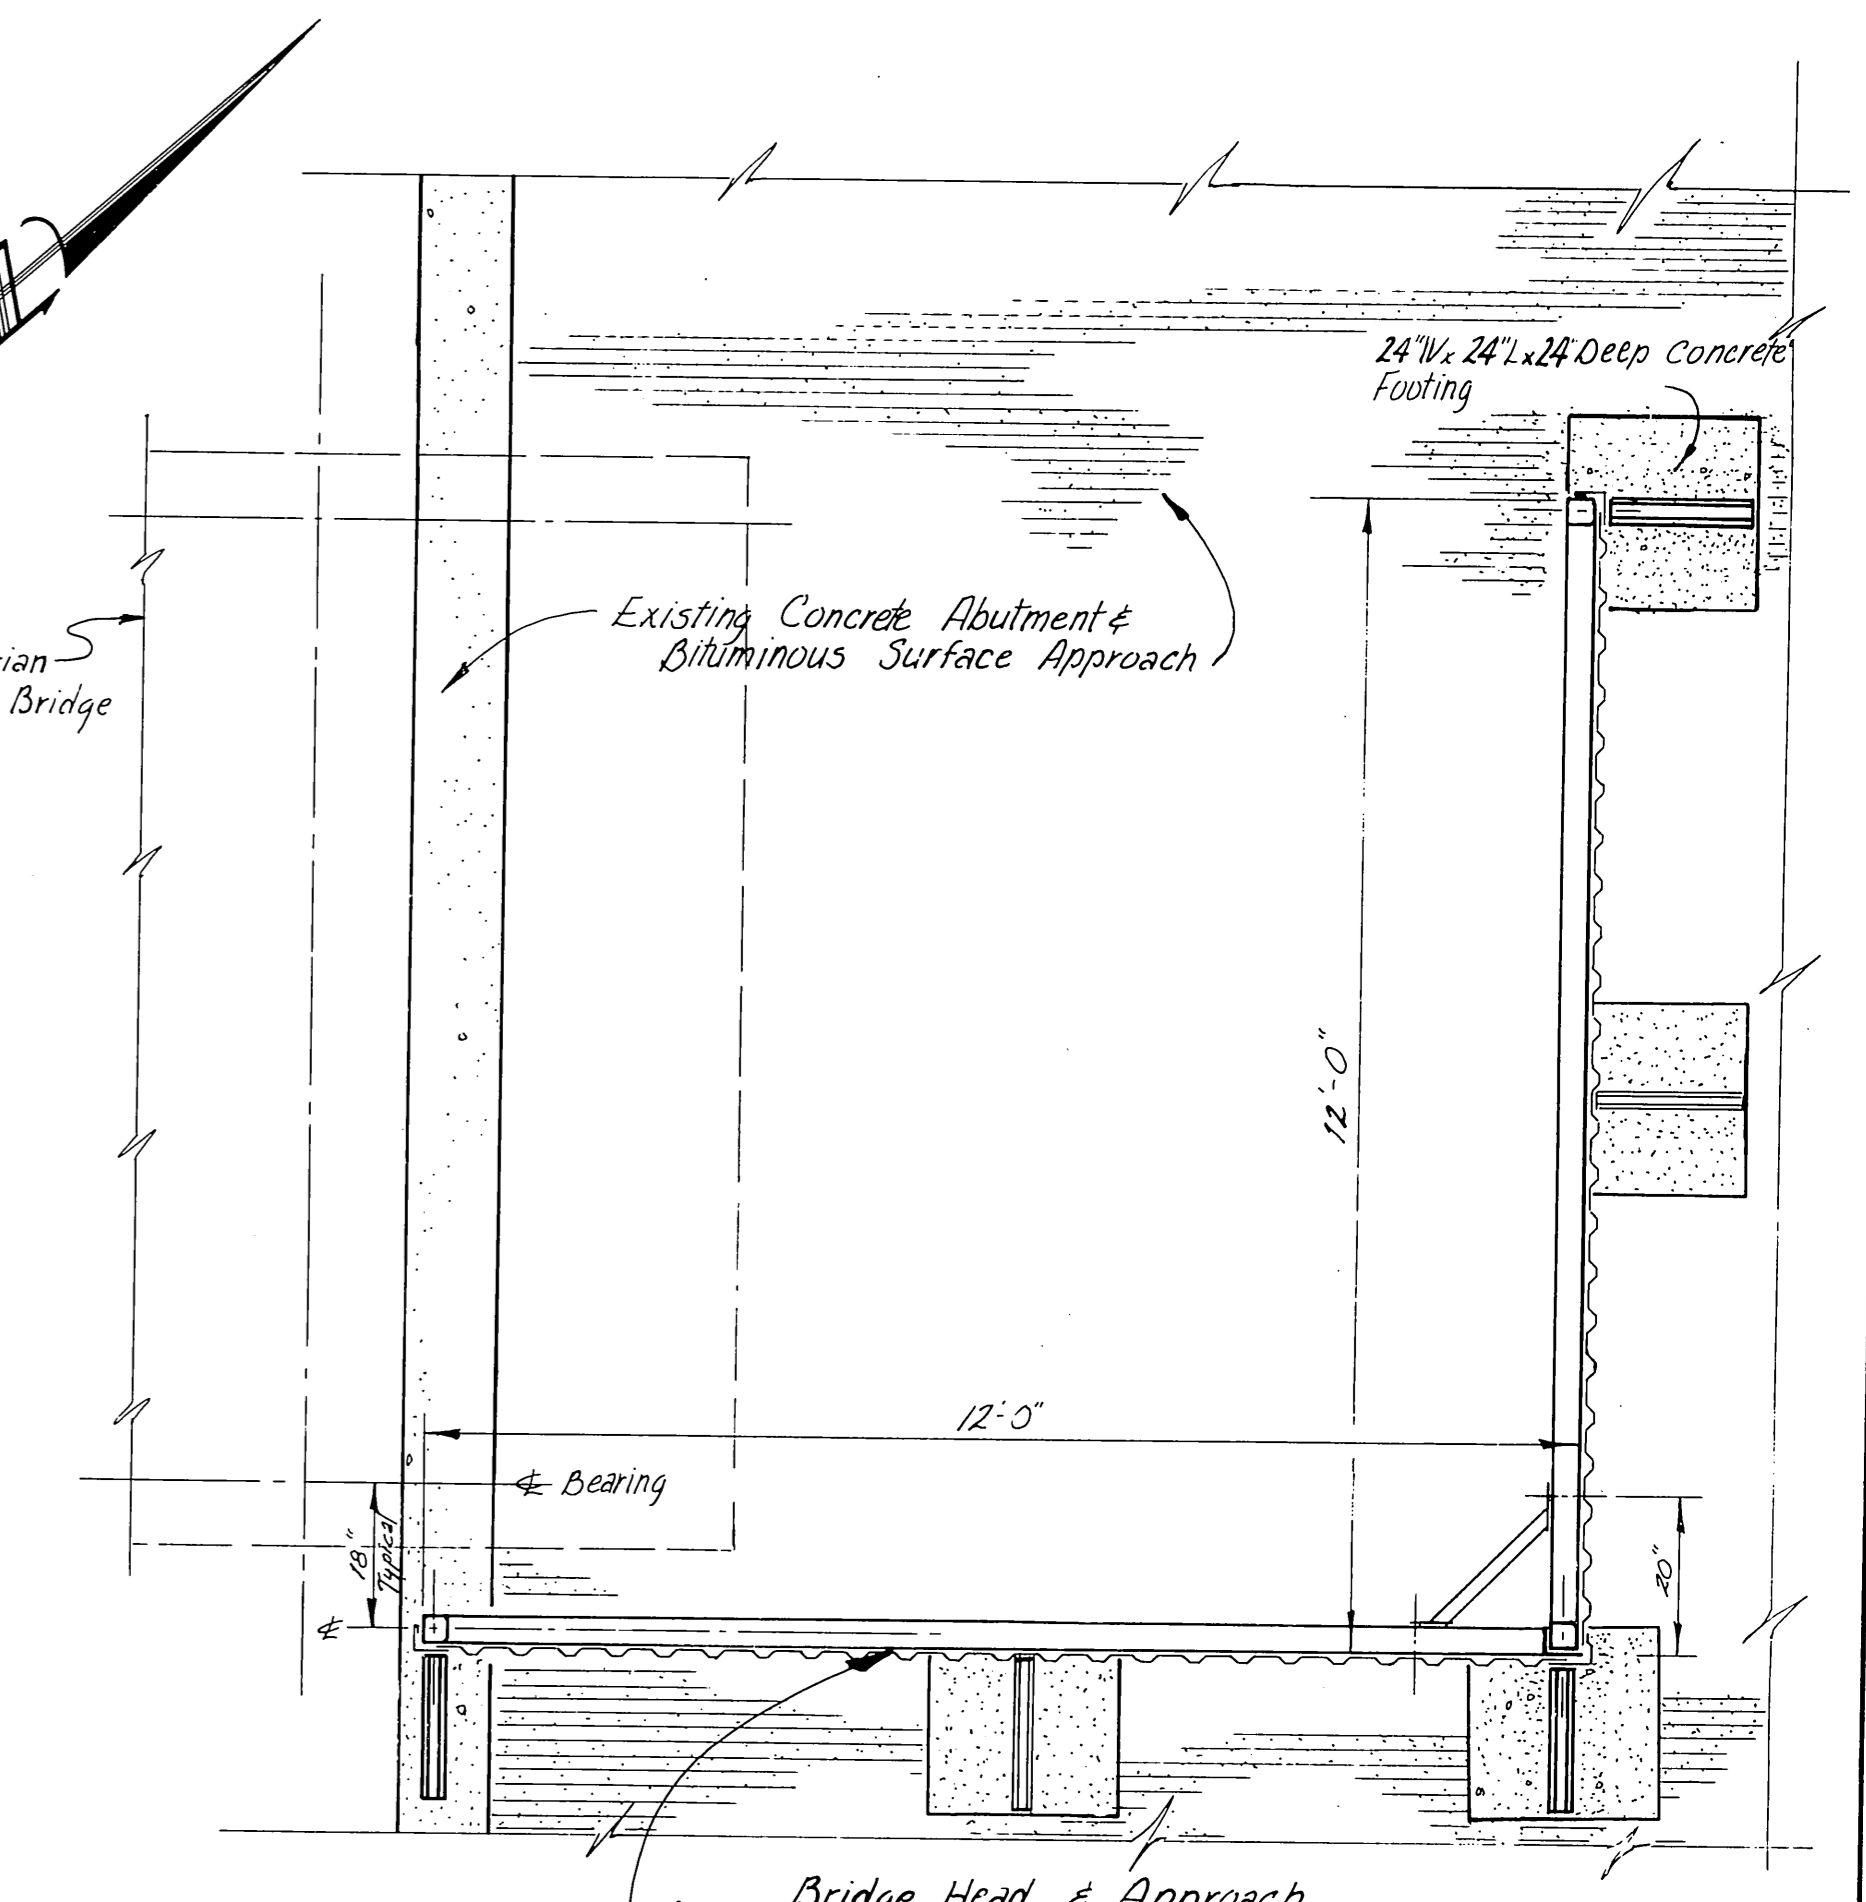 24"W x 24"L x 24" Deep Concrete
Footing
Existing Concrete Abutment &
Bituminous Surface Approach
ian
Bridge
12'-0"
12'-0"
℄ Bearing
18"
Typical
20"
℄
Bridge Head & Approach